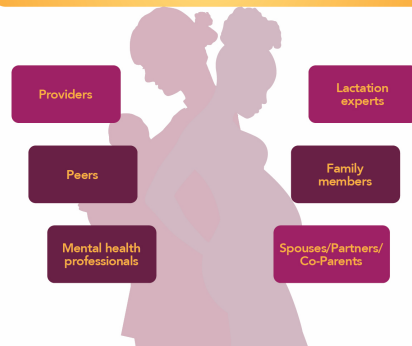 Providers
Lactation
experts
Peers
Family
members
Mental health
professionals
Spouses/Partners/
Co-Parents